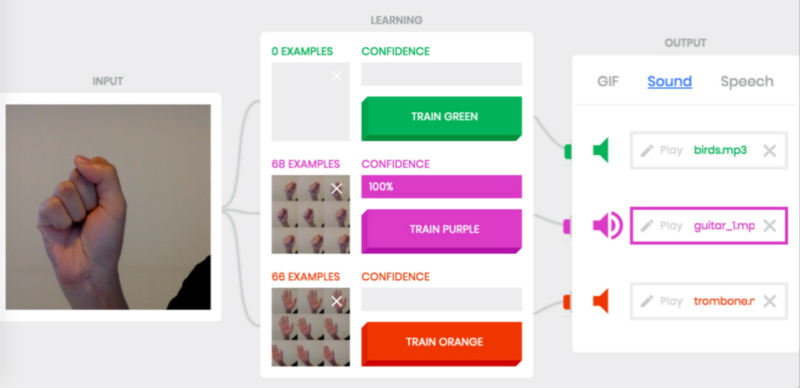 LEARNING
OUTPUT
INPUT
0 EXAMPLES
CONFIDENCE
TRAIN GREEN
68 EXAMPLES
CONFIDENCE
100%
TRAIN PURPLE
66 EXAMPLES
CONFIDENCE
TRAIN ORANGE
GIF Sound Speech
Play birds.mp3
Play guitar_1.mp
Play trombone.r